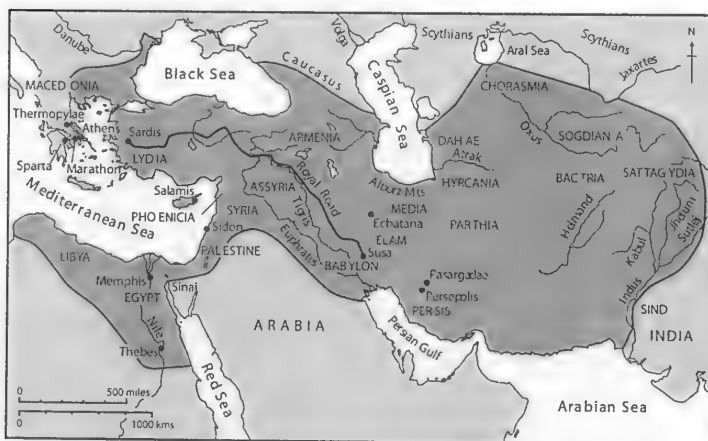 Danube
Volga
Scythians
Aral Sea
Scythians
N
Black Sea
Caucasus
Caspian Sea
Jaxartes
MACEDONIA
CHORASMIA
Thermopylae
Athens
Sardis
ARMENIA
DAHAE
Oxus
SOGDIANA
Sparta
Marathon
LYDIA
Atrak
HYRCANIA
BACTRIA
SATTAGYDIA
Mediterranean Sea
Salamis
ASSYRIA
Royal Road
Alburz Mts
MEDIA
PHOENICIA
SYRIA
Tigris
Ecbatana
PARTHIA
Helmand
Jhelum
Sutlej
Sidon
Euphrates
ELAM
Susa
Kabul
LIBYA
PALESTINE
BABYLON
Memphis
Sinai
Pasargadae
Indus
EGYPT
Persepolis
PERSIS
SIND
ARABIA
INDIA
Nile
Thebes
Persian Gulf
Red Sea
0 500 miles
0 1000 kms
Arabian Sea